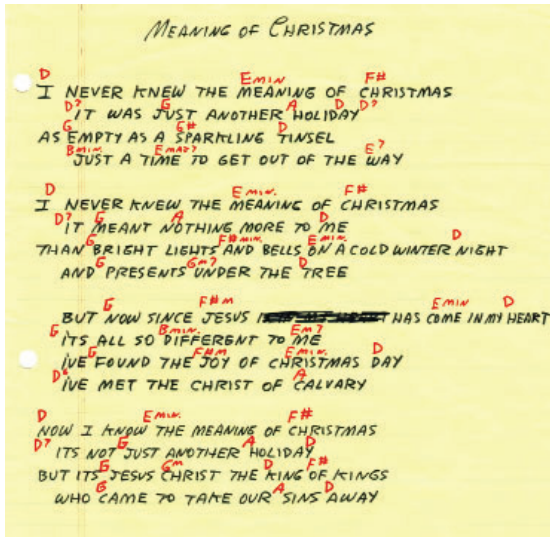 MEANING OF CHRISTMAS
D Emin F#
I NEVER KNEW THE MEANING OF CHRISTMAS
D7 G A D D7
IT WAS JUST ANOTHER HOLIDAY
G G# D
AS EMPTY AS A SPARKLING TINSEL
Bmin. Emaj7 E7
JUST A TIME TO GET OUT OF THE WAY
D Emin. F#
I NEVER KNEW THE MEANING OF CHRISTMAS
D7 G A D
IT MEANT NOTHING MORE TO ME
G F#min. Emin. D
THAN BRIGHT LIGHTS AND BELLS ON A COLD WINTER NIGHT
G Gm7 D
AND PRESENTS UNDER THE TREE
G F#m Emin D
BUT NOW SINCE JESUS HAS COME IN MY HEART
G Bmin. Em7
ITS ALL SO DIFFERENT TO ME
G F#m Emin. D
IVE FOUND THE JOY OF CHRISTMAS DAY
A
IVE MET THE CHRIST OF CALVARY
D Emin. F#
NOW I KNOW THE MEANING OF CHRISTMAS
D7 G A D
ITS NOT JUST ANOTHER HOLIDAY
G Gm D F#
BUT ITS JESUS CHRIST THE KING OF KINGS
G A D
WHO CAME TO TAKE OUR SINS AWAY